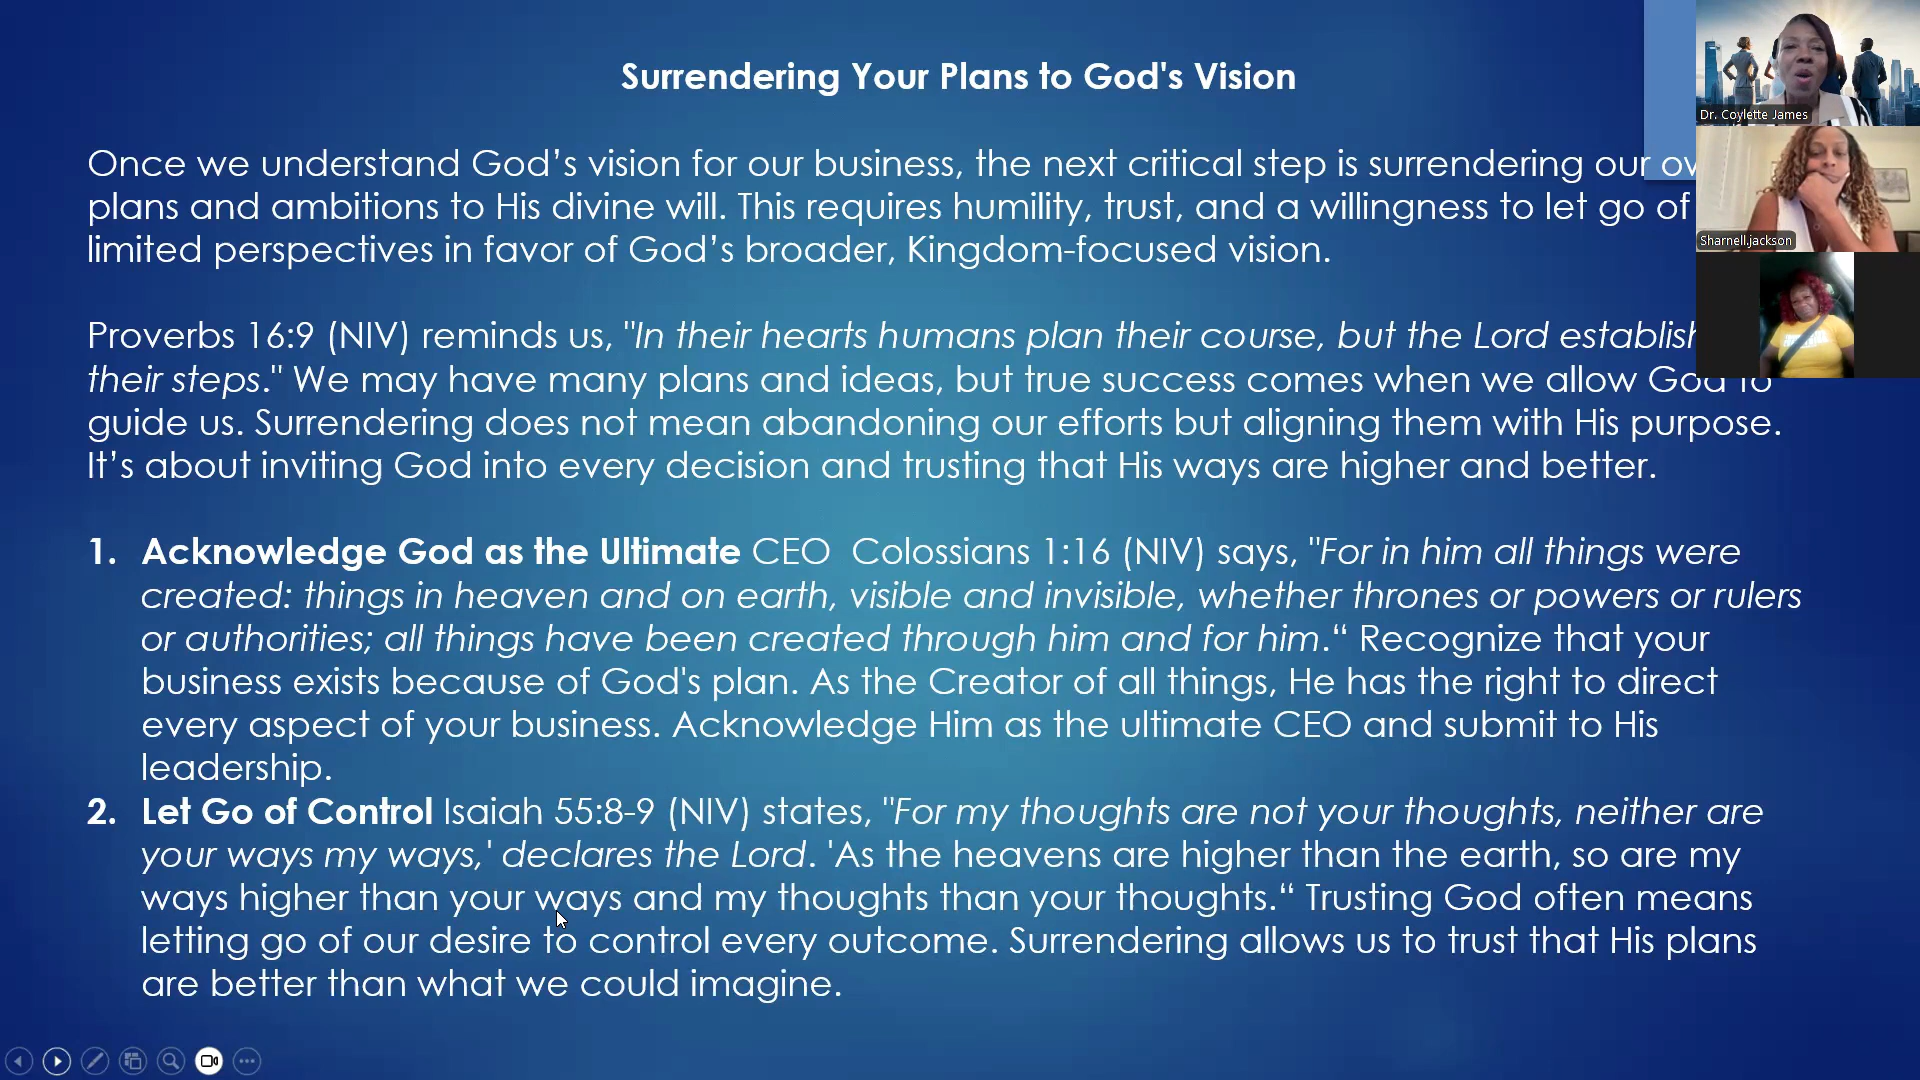 Surrendering Your Plans to God's Vision
Once we understand God’s vision for our business, the next critical step is surrendering our
plans and ambitions to His divine will. This requires humility, trust, and a willingness to let go of
limited perspectives in favor of God’s broader, Kingdom-focused vision.
Proverbs 16:9 (NIV) reminds us, "In their hearts humans plan their course, but the Lord
their steps." We may have many plans and ideas, but true success comes when we allow God to
guide us. Surrendering does not mean abandoning our efforts but aligning them with His purpose.
It’s about inviting God into every decision and trusting that His ways are higher and better.
1. Acknowledge God as the Ultimate CEO Colossians 1:16 (NIV) says, "For in him all things were
created: things in heaven and on earth, visible and invisible, whether thrones or powers or rulers
or authorities; all things have been created through him and for him.“ Recognize that your
business exists because of God's plan. As the Creator of all things, He has the right to direct
every aspect of your business. Acknowledge Him as the ultimate CEO and submit to His
leadership.
2. Let Go of Control Isaiah 55:8-9 (NIV) states, "For my thoughts are not your thoughts, neither are
your ways my ways,' declares the Lord. 'As the heavens are higher than the earth, so are my
ways higher than your ways and my thoughts than your thoughts.“ Trusting God often means
letting go of our desire to control every outcome. Surrendering allows us to trust that His plans
are better than what we could imagine.
Dr. Coylette James
Sharnell.jackson